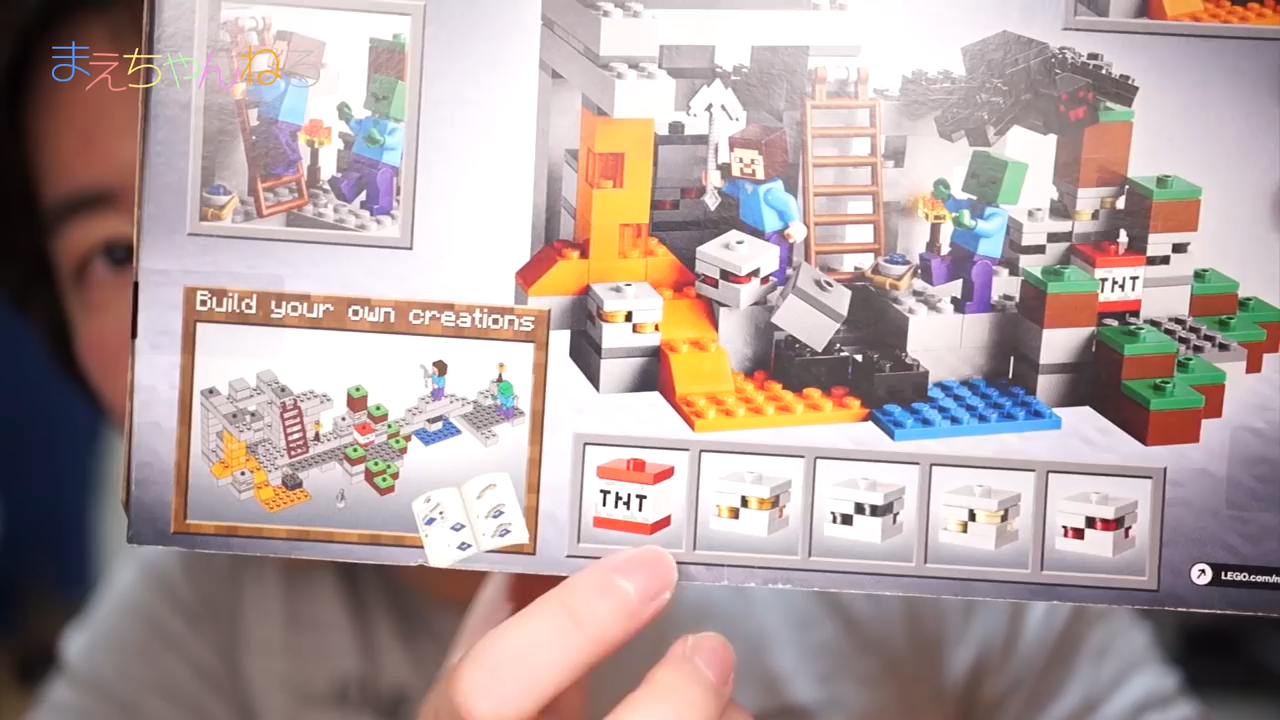 まえちゃんねる
Build your own creations
TNT
TNT
LEGO.com/m